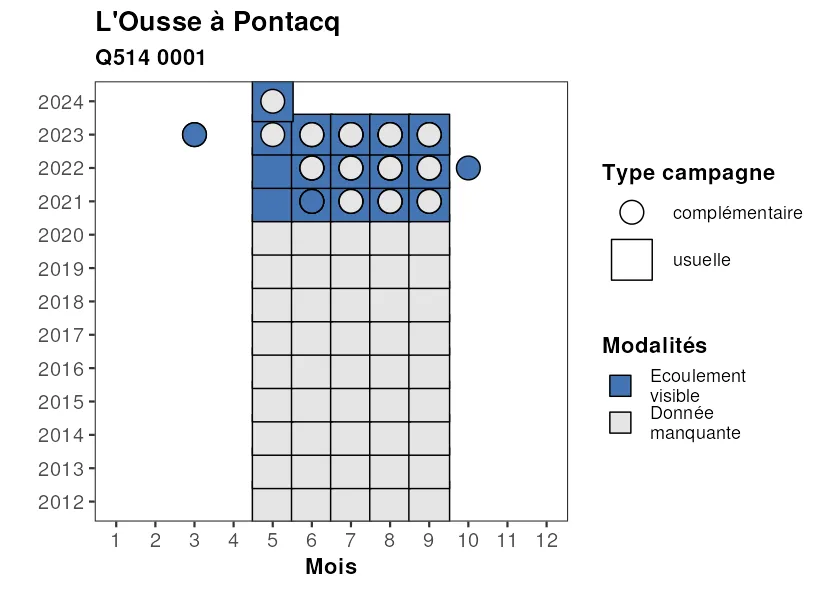 L'Ousse à Pontacq
Q514 0001
2024
2023
2022
2021
2020
2019
2018
2017
2016
2015
2014
2013
2012
1 2 3 4 5 6 7 8 9 10 11 12
Mois
Type campagne
complémentaire
usuelle
Modalités
Ecoulement
visible
Donnée
manquante